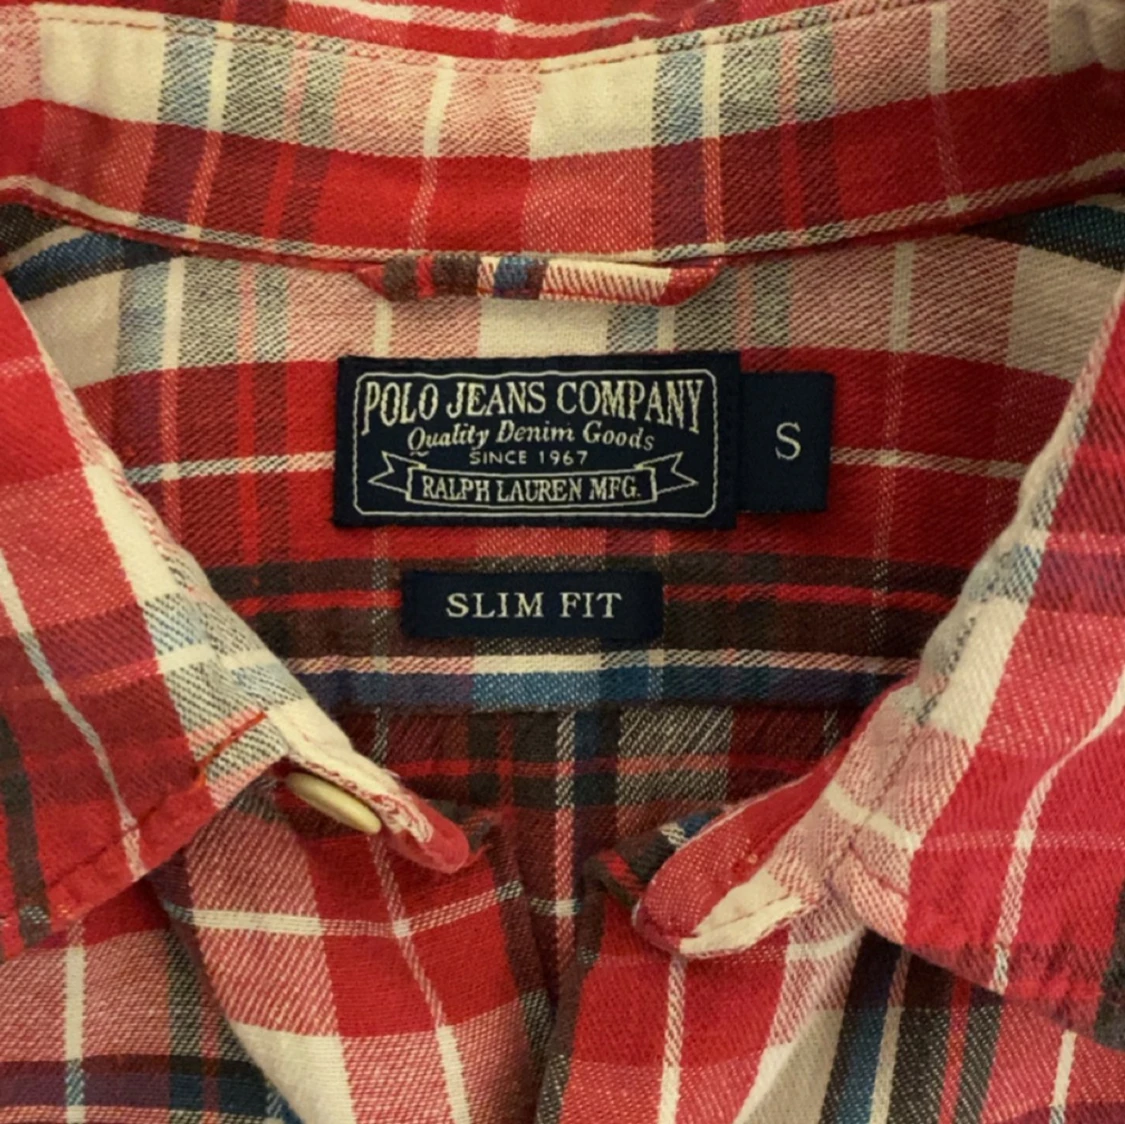 POLO JEANS COMPANY
Quality Denim Goods
SINCE 1967
RALPH LAUREN MFG.
S
SLIM FIT